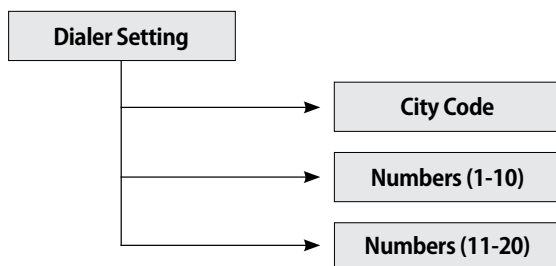 Dialer Setting
City Code
Numbers (1-10)
Numbers (11-20)